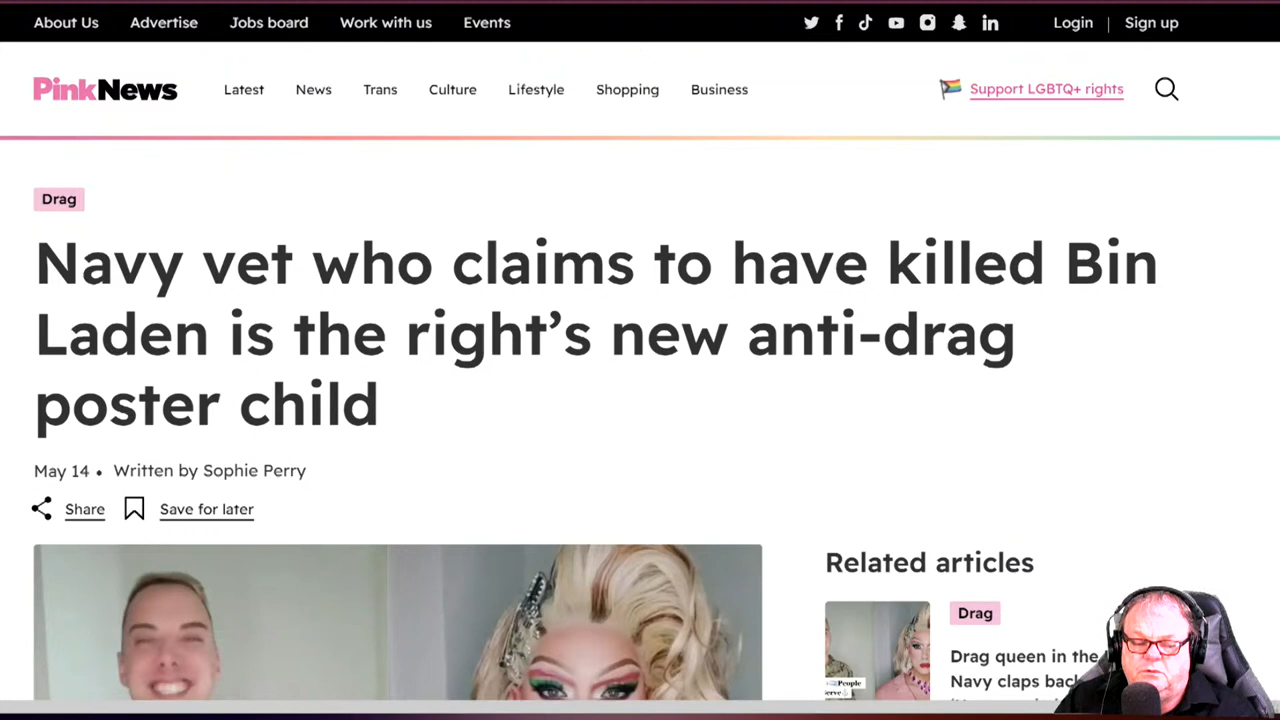 About Us Advertise Jobs board Work with us Events Login | Sign up
PinkNews Latest News Trans Culture Lifestyle Shopping Business Support LGBTQ+ rights
Drag
Navy vet who claims to have killed Bin
Laden is the right's new anti-drag
poster child
May 14 • Written by Sophie Perry
Share Save for later
Related articles
Drag
Drag queen in the
Navy claps back
People